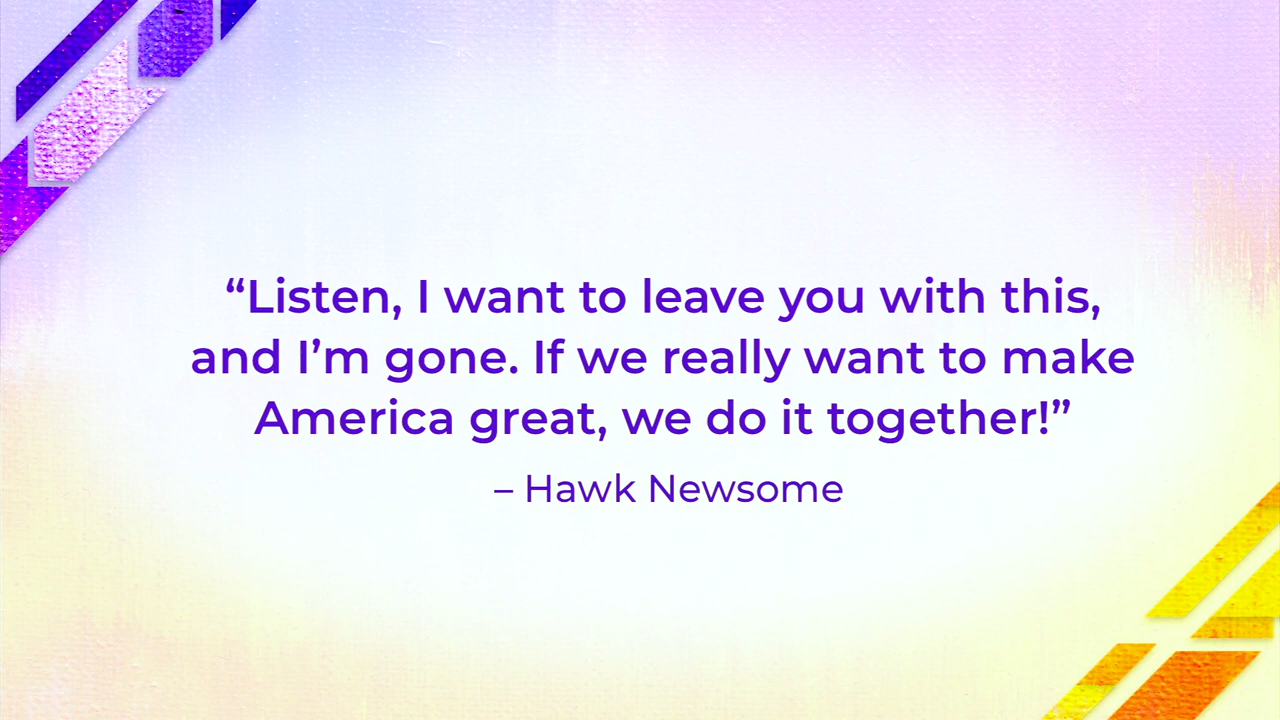 “Listen, I want to leave you with this,
and I’m gone. If we really want to make
America great, we do it together!”
– Hawk Newsome